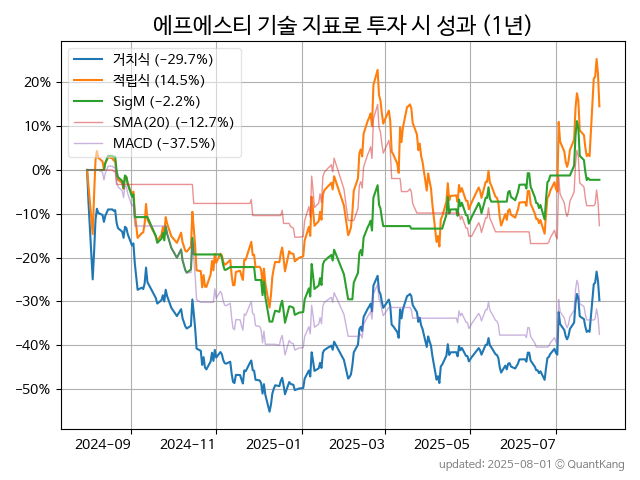 에프에스티 기술 지표로 투자 시 성과 (1년)
거치식 (−29.7%)
적립식 (14.5%)
SigM (−2.2%)
SMA(20) (−12.7%)
MACD (−37.5%)
20%
10%
0%
−10%
−20%
−30%
−40%
−50%
2024-09 2024-11 2025-01 2025-03 2025-05 2025-07
updated: 2025-08-01 © QuantKang